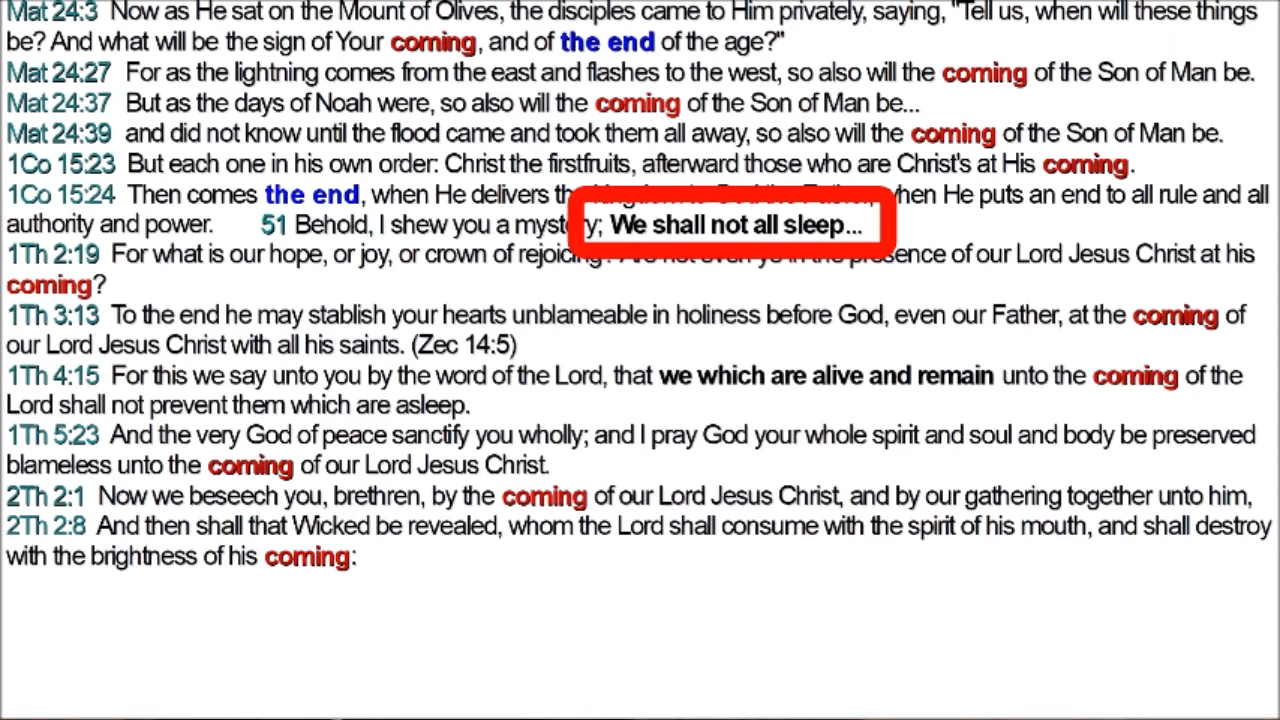 Mat 24:3 Now as He sat on the Mount of Olives, the disciples came to Him privately, saying, "Tell us, when will these things
be? And what will be the sign of Your coming, and of the end of the age?"
Mat 24:27 For as the lightning comes from the east and flashes to the west, so also will the coming of the Son of Man be.
Mat 24:37 But as the days of Noah were, so also will the coming of the Son of Man be...
Mat 24:39 and did not know until the flood came and took them all away, so also will the coming of the Son of Man be.
1Co 15:23 But each one in his own order: Christ the firstfruits, afterward those who are Christ's at His coming.
1Co 15:24 Then comes the end, when He delivers the kingdom to God the Father, when He puts an end to all rule and all
authority and power. 51 Behold, I shew you a mystery; We shall not all sleep...
1Th 2:19 For what is our hope, or joy, or crown of rejoicing? Are not even ye in the presence of our Lord Jesus Christ at his
coming?
1Th 3:13 To the end he may stablish your hearts unblameable in holiness before God, even our Father, at the coming of
our Lord Jesus Christ with all his saints. (Zec 14:5)
1Th 4:15 For this we say unto you by the word of the Lord, that we which are alive and remain unto the coming of the
Lord shall not prevent them which are asleep.
1Th 5:23 And the very God of peace sanctify you wholly; and I pray God your whole spirit and soul and body be preserved
blameless unto the coming of our Lord Jesus Christ.
2Th 2:1 Now we beseech you, brethren, by the coming of our Lord Jesus Christ, and by our gathering together unto him,
2Th 2:8 And then shall that Wicked be revealed, whom the Lord shall consume with the spirit of his mouth, and shall destroy
with the brightness of his coming: